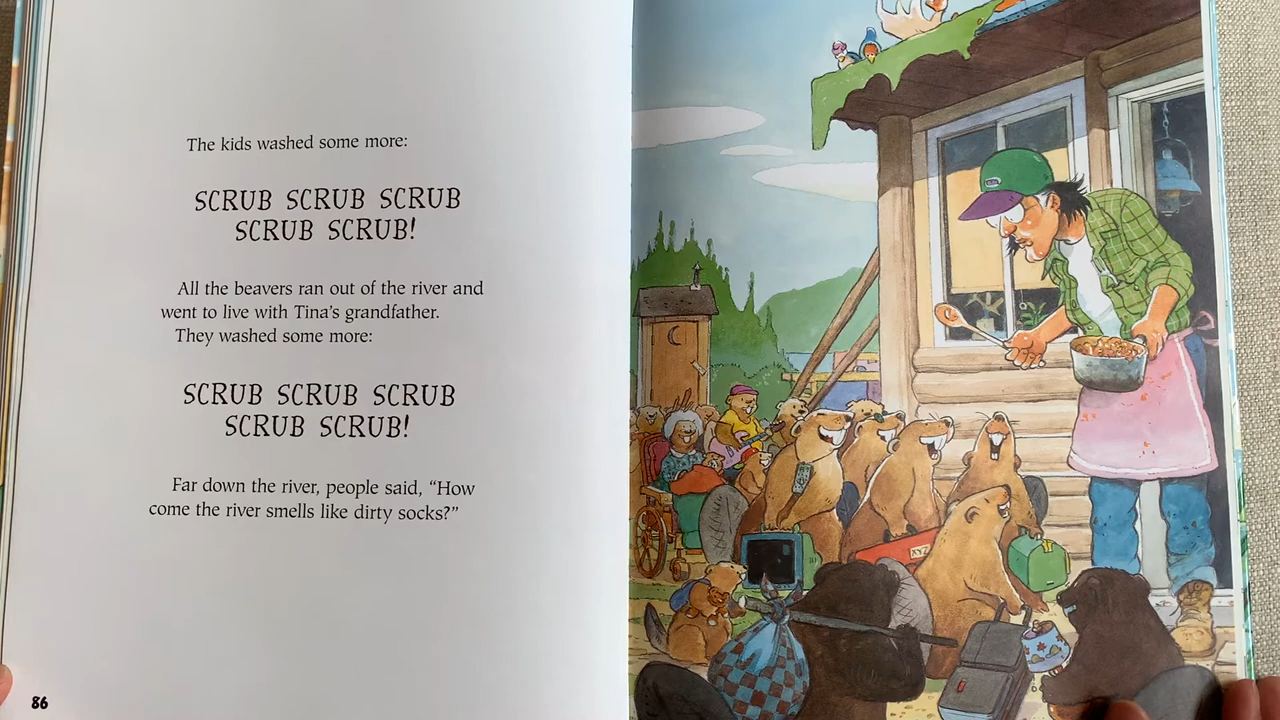 The kids washed some more:
SCRUB SCRUB SCRUB
SCRUB SCRUB!
All the beavers ran out of the river and
went to live with Tina's grandfather.
They washed some more:
SCRUB SCRUB SCRUB
SCRUB SCRUB!
Far down the river, people said, "How
come the river smells like dirty socks?"
86
XYZ